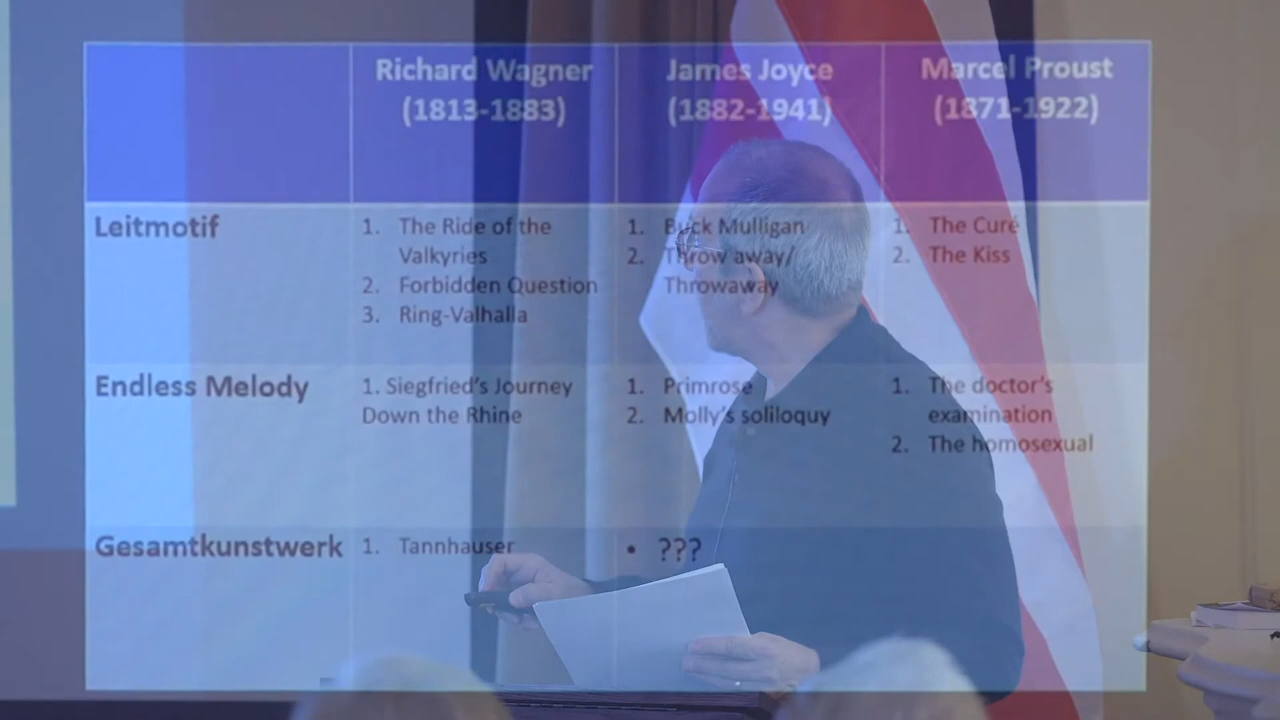 Richard Wagner
(1813-1883)
James Joyce
(1882-1941)
Marcel Proust
(1871-1922)
Leitmotif
1. The Ride of the
Valkyries
2. Forbidden Question
3. Ring-Valhalla
1. Buck Mulligan
2. Throw away/
Throwaway
1. The Curé
2. The Kiss
Endless Melody
1. Siegfried's Journey
Down the Rhine
1. Primrose
2. Molly's soliloquy
1. The doctor's
examination
2. The homosexual
Gesamtkunstwerk
1. Tannhauser
• ???